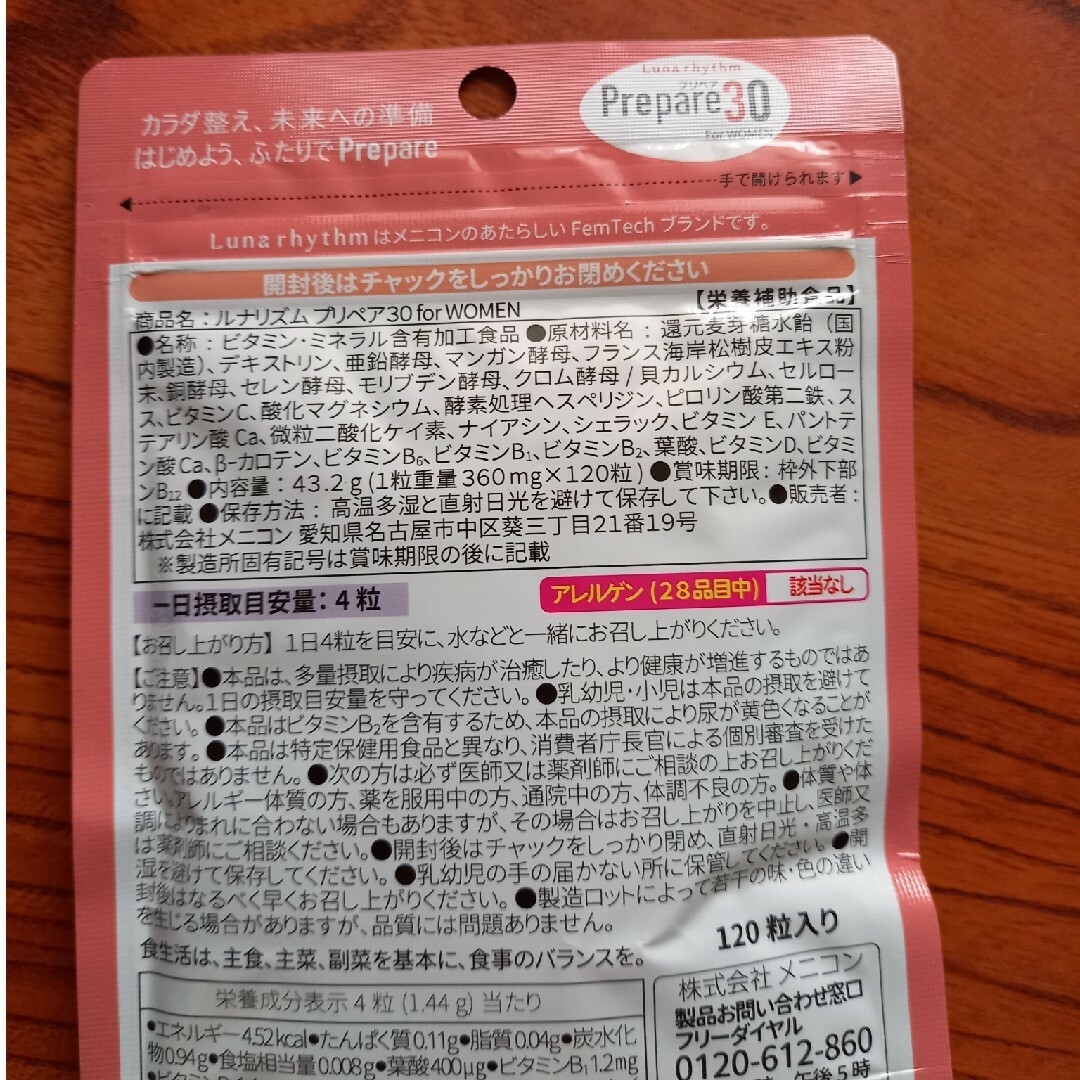 Luna rhythm
プリペア
Prepare30
For WOMEN
カラダ整え、未来への準備
はじめよう、ふたりで Prepare
手で開けられます
Luna rhythm はメニコンのあたらしい FemTech ブランドです。
開封後はチャックをしっかりお閉めください
商品名：ルナリズム プリペア30 for WOMEN 【栄養補助食品】
●名称：ビタミン・ミネラル含有加工食品 ●原材料名：還元麦芽糖水飴（国
内製造）、デキストリン、亜鉛酵母、マンガン酵母、フランス海岸松樹皮エキス粉
末、銅酵母、セレン酵母、モリブデン酵母、クロム酵母 / 貝カルシウム、セルロー
ス、ビタミンC、酸化マグネシウム、酵素処理ヘスペリジン、ピロリン酸第二鉄、ス
テアリン酸 Ca、微粒二酸化ケイ素、ナイアシン、シェラック、ビタミン E、パントテ
ン酸Ca、β-カロテン、ビタミンB₆、ビタミンB₁、ビタミンB₂、葉酸、ビタミンD、ビタミ
ンB₁₂ ●内容量：43.2 g (1粒重量 360 mg×120粒) ●賞味期限：枠外下部
に記載 ●保存方法：高温多湿と直射日光を避けて保存して下さい。●販売者：
株式会社メニコン 愛知県名古屋市中区葵三丁目21番19号
※製造所固有記号は賞味期限の後に記載
一日摂取目安量：4 粒
アレルゲン (28品目中) 該当なし
【お召し上がり方】 1日4粒を目安に、水などと一緒にお召し上がりください。
【ご注意】●本品は、多量摂取により疾病が治癒したり、より健康が増進するものではあ
りません。1日の摂取目安量を守ってください。●乳幼児・小児は本品の摂取を避けて
ください。●本品はビタミンB₂を含有するため、本品の摂取により尿が黄色くなることが
あります。●本品は特定保健用食品と異なり、消費者庁長官による個別審査を受けた
ものではありません。●次の方は必ず医師又は薬剤師にご相談の上お召し上がりくだ
さい。アレルギー体質の方、薬を服用中の方、通院中の方、体調不良の方。●体質や体
調によりまれに合わない場合もありますが、その場合はお召し上がりを中止し、医師又
は薬剤師にご相談ください。●開封後はチャックをしっかり閉め、直射日光・高温多
湿を避けて保存してください。●乳幼児の手の届かない所に保管してください。●開
封後はなるべく早くお召し上がりください。●製造ロットによって若干の味・色の違い
を生じる場合がありますが、品質には問題ありません。
食生活は、主食、主菜、副菜を基本に、食事のバランスを。
120 粒入り
栄養成分表示 4 粒 (1.44 g) 当たり
●エネルギー4.52kcal●たんぱく質0.11g●脂質0.04g●炭水化
物0.94g●食塩相当量0.008g●葉酸400μg●ビタミンB₁1.2mg
株式会社 メニコン
製品お問い合わせ窓口
フリーダイヤル
0120-612-860
午後5時